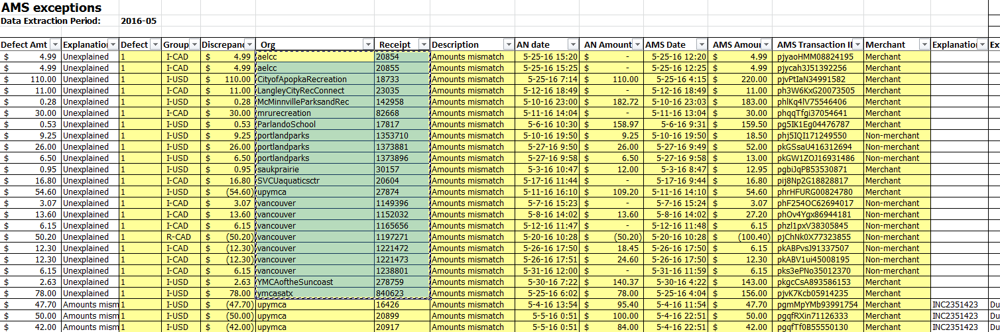 AMS exceptions
Data Extraction Period: 2016-05
Defect Amt Explanation Defect Group Discrepanc Org Receipt Description AN date AN Amount AMS Date AMS Amour AMS Transaction I Merchant Explanation Ex
$ 4.99 Unexplained 1 I-CAD $ 4.99 aelcc 20854 Amounts mismatch 5-25-16 15:20 $ - 5-25-16 12:20 $ 4.99 pjyaoHMM08824195 Merchant
$ 4.99 Unexplained 1 I-CAD $ 4.99 aelcc 20855 Amounts mismatch 5-25-16 15:25 $ - 5-25-16 12:25 $ 4.99 pjycah3J51392256 Merchant
$ 110.00 Unexplained 1 I-USD $ 110.00 CityofApopkaRecreation 18733 Amounts mismatch 5-25-16 7:14 $ 110.00 5-25-16 4:15 $ 220.00 pjvPtIaN34991582 Merchant
$ 11.00 Unexplained 1 I-CAD $ 11.00 LangleyCityRecConnect 23035 Amounts mismatch 5-12-16 18:49 $ - 5-12-16 18:49 $ 11.00 ph3W6KxG20073505 Merchant
$ 0.28 Unexplained 1 I-USD $ 0.28 McMinnvilleParksandRec 142958 Amounts mismatch 5-10-16 23:00 $ 182.72 5-10-16 23:03 $ 183.00 phlKq4lV75546406 Merchant
$ 30.00 Unexplained 1 I-CAD $ 30.00 mrurecreation 82668 Amounts mismatch 5-11-16 14:04 $ - 5-11-16 13:04 $ 30.00 phqqTfgi37054641 Merchant
$ 0.53 Unexplained 1 I-USD $ 0.53 ParlandoSchool 17817 Amounts mismatch 5-6-16 10:30 $ 158.97 5-6-16 9:31 $ 159.50 pg5IK1Eg04476787 Merchant
$ 9.25 Unexplained 1 I-USD $ 9.25 portlandparks 1353710 Amounts mismatch 5-10-16 19:50 $ 9.25 5-10-16 19:50 $ 18.50 phj5IQI171249550 Non-merchant
$ 26.00 Unexplained 1 I-USD $ 26.00 portlandparks 1373881 Amounts mismatch 5-27-16 9:50 $ 26.00 5-27-16 9:49 $ 52.00 pkGSsaU416312694 Non-merchant
$ 6.50 Unexplained 1 I-USD $ 6.50 portlandparks 1373896 Amounts mismatch 5-27-16 9:58 $ 6.50 5-27-16 9:58 $ 13.00 pkGW1ZOJ16931486 Non-merchant
$ 0.95 Unexplained 1 I-USD $ 0.95 saukprairie 30157 Amounts mismatch 5-3-16 10:47 $ 12.00 5-3-16 8:47 $ 12.95 pgbiJqPB53530871 Merchant
$ 16.80 Unexplained 1 I-CAD $ 16.80 SVCUaquaticsctr 20604 Amounts mismatch 5-17-16 11:44 $ - 5-17-16 9:44 $ 16.80 pij8Np2G18828817 Merchant
$ 54.60 Unexplained 1 I-USD $ (54.60) upymca 27874 Amounts mismatch 5-11-16 16:10 $ 109.20 5-11-16 14:10 $ 54.60 phrHFURG00824780 Merchant
$ 3.07 Unexplained 1 I-CAD $ 3.07 vancouver 1149396 Amounts mismatch 5-7-16 15:23 $ - 5-7-16 15:24 $ 3.07 phF254OC62694017 Non-merchant
$ 13.60 Unexplained 1 I-CAD $ 13.60 vancouver 1152032 Amounts mismatch 5-8-16 14:02 $ 13.60 5-8-16 14:02 $ 27.20 phOv4Ygx86944181 Non-merchant
$ 6.15 Unexplained 1 I-CAD $ 6.15 vancouver 1165656 Amounts mismatch 5-12-16 11:47 $ - 5-12-16 11:48 $ 6.15 phzl1pxV38305845 Non-merchant
$ 50.20 Unexplained 1 R-CAD $ (50.20) vancouver 1197271 Amounts mismatch 5-20-16 10:28 $ (50.20) 5-20-16 10:28 $ (100.40) pjChNk0X77323855 Non-merchant
$ 12.30 Unexplained 1 I-CAD $ (12.30) vancouver 1221472 Amounts mismatch 5-26-16 17:50 $ 18.45 5-26-16 17:50 $ 6.15 pkABPvsJ91337507 Non-merchant
$ 12.30 Unexplained 1 I-CAD $ (12.30) vancouver 1221473 Amounts mismatch 5-26-16 17:51 $ 24.60 5-26-16 17:50 $ 12.30 pkABV1ui45008195 Non-merchant
$ 6.15 Unexplained 1 I-CAD $ 6.15 vancouver 1238801 Amounts mismatch 5-31-16 12:00 $ - 5-31-16 11:59 $ 6.15 pks3ePNo35012370 Non-merchant
$ 2.63 Unexplained 1 I-USD $ 2.63 YMCAoftheSuncoast 278759 Amounts mismatch 5-30-16 7:22 $ 140.37 5-30-16 4:22 $ 143.00 pkgcCsA893586153 Merchant
$ 78.00 Unexplained 1 I-USD $ 78.00 ymcasatx 840623 Amounts mismatch 5-25-16 6:02 $ 78.00 5-25-16 4:04 $ 156.00 pjvK7Kcb05914235 Merchant
$ 47.70 Amounts mism 1 I-USD $ (47.70) upymca 16426 Amounts mismatch 5-4-16 13:54 $ 95.40 5-4-16 11:54 $ 47.70 pgmMpYMb93991754 Merchant INC2351423 Du
$ 50.00 Amounts mism 1 I-USD $ (50.00) upymca 20899 Amounts mismatch 5-5-16 0:51 $ 100.00 5-4-16 22:51 $ 50.00 pgqfRXin71126333 Merchant INC2351423 Du
$ 42.00 Amounts mism 1 I-USD $ (42.00) upymca 20917 Amounts mismatch 5-5-16 0:51 $ 84.00 5-4-16 22:51 $ 42.00 pgqfTf0B55550130 Merchant INC2351423 Du